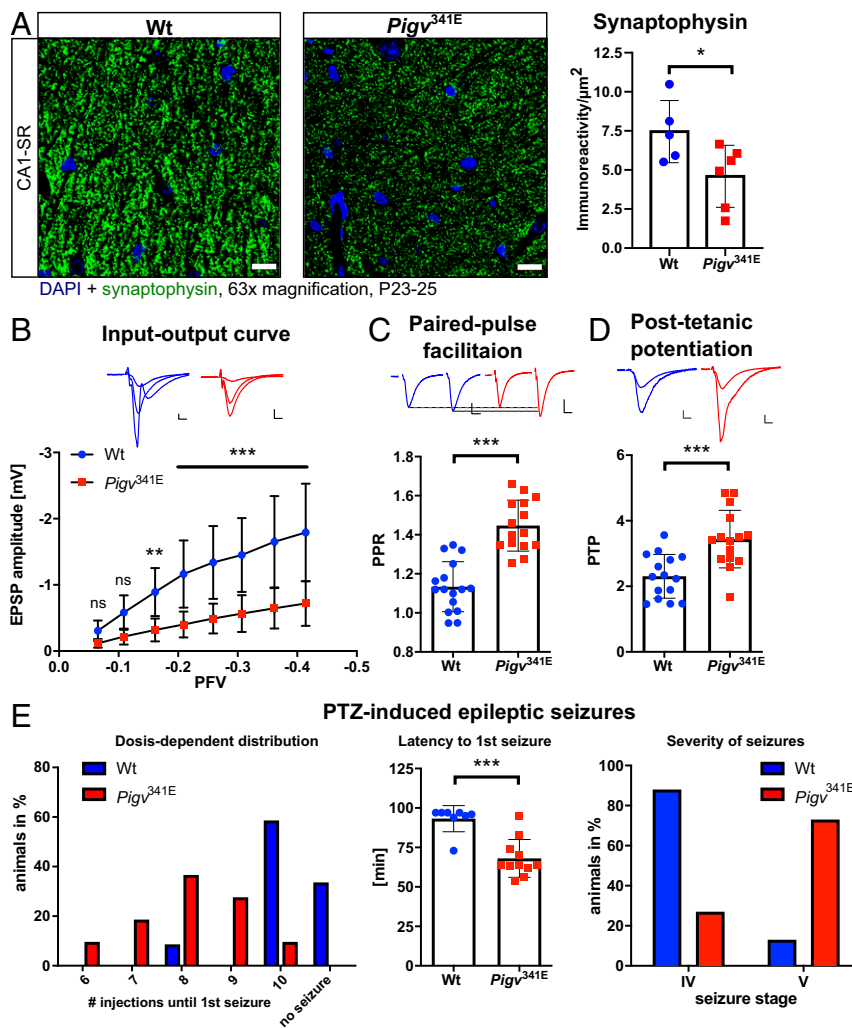 A
Wt
Pigv341E
CA1-SR
DAPI + synaptophysin, 63x magnification, P23-25
Synaptophysin
*
Immunoreactivity/µm2
12.5
10.0
7.5
5.0
2.5
0.0
Wt
Pigv341E
B
Input-output curve
Wt
Pigv341E
***
**
ns
ns
EPSP amplitude [mV]
-3
-2
-1
0
0.0
-0.1
-0.2
-0.3
-0.4
-0.5
PFV
C
Paired-pulse
facilitaion
***
PPR
1.8
1.6
1.4
1.2
1.0
0.8
Wt
Pigv341E
D
Post-tetanic
potentiation
***
PTP
6
4
2
0
Wt
Pigv341E
E
PTZ-induced epileptic seizures
Dosis-dependent distribution
Wt
Pigv341E
animals in %
80
60
40
20
0
6
7
8
9
10
no seizure
# injections until 1st seizure
Latency to 1st seizure
***
[min]
125
100
75
50
25
0
Wt
Pigv341E
Severity of seizures
Wt
Pigv341E
animals in %
100
80
60
40
20
0
IV
V
seizure stage